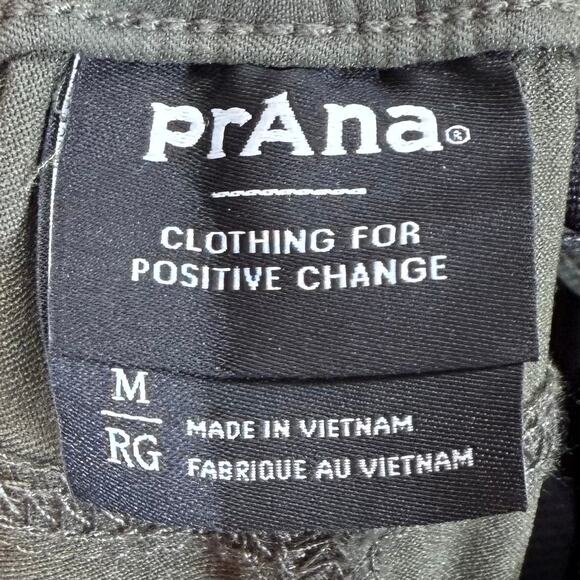 prAna®
CLOTHING FOR
POSITIVE CHANGE
M
RG
MADE IN VIETNAM
FABRIQUE AU VIETNAM